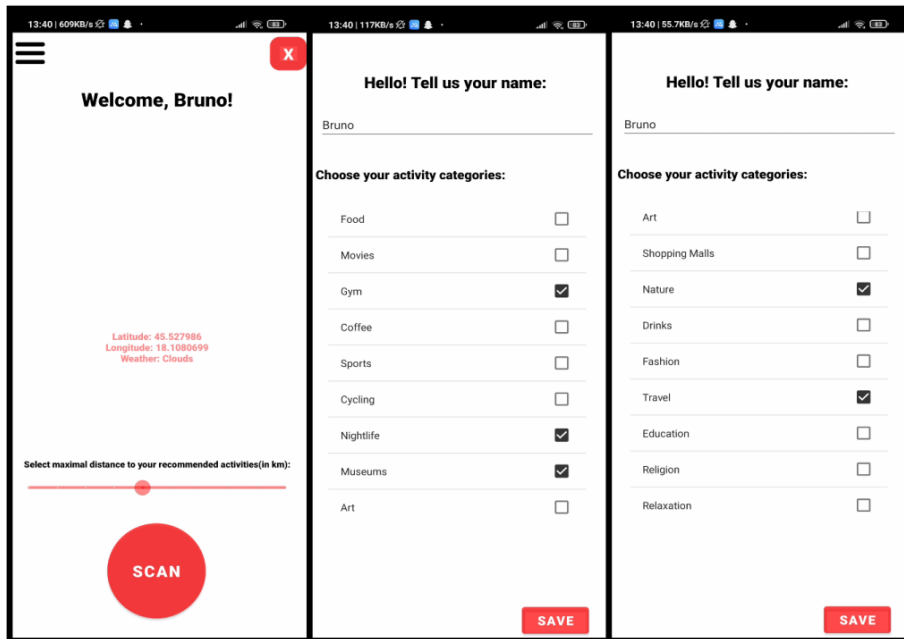 13:40 | 609KB/s
83
X
Welcome, Bruno!
Latitude: 45.527986
Longitude: 18.1080699
Weather: Clouds
Select maximal distance to your recommended activities(in km):
SCAN
13:40 | 117KB/s
83
Hello! Tell us your name:
Bruno
Choose your activity categories:
Food
Movies
Gym
Coffee
Sports
Cycling
Nightlife
Museums
Art
SAVE
13:40 | 55.7KB/s
83
Hello! Tell us your name:
Bruno
Choose your activity categories:
Art
Shopping Malls
Nature
Drinks
Fashion
Travel
Education
Religion
Relaxation
SAVE